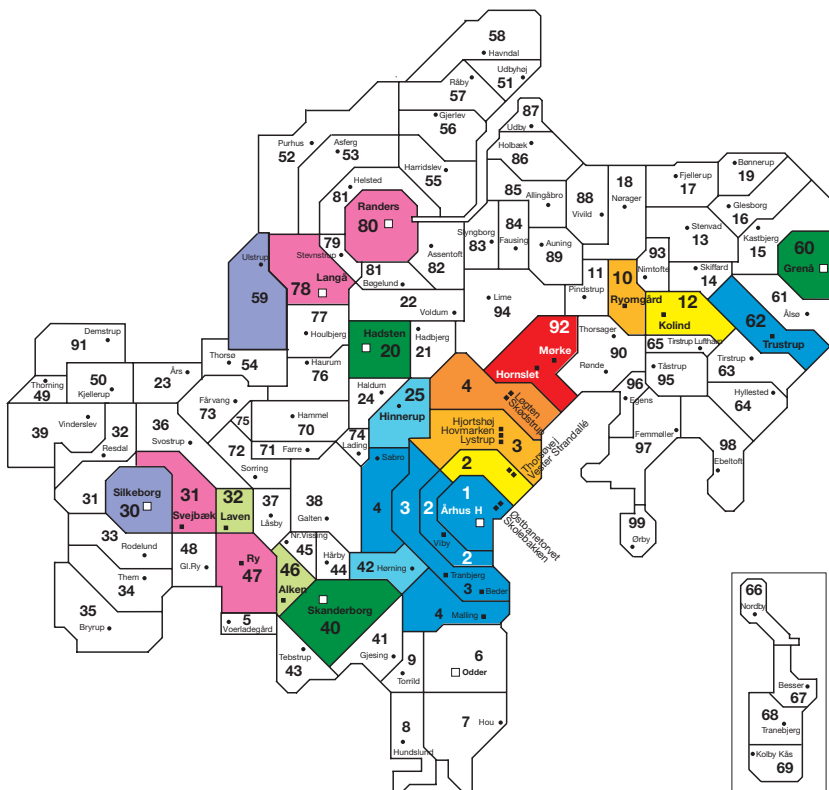 58
Havndal
Råby
Udbyhøj
57
51
Gjerlev
56
87
Udby
Purhus
52
Asferg
53
Holbæk
86
Harridslev
55
Helsted
81
Randers
80
85
Allingåbro
88
Vivild
18
Nørager
Fjellerup
17
Bønnerup
19
Glesborg
16
Stenvad
13
Kastbjerg
15
60
Grenå
Slyngborg
83
84
Fausing
Auning
89
Assentoft
82
79
Stevnstrup
Ulstrup
59
Langå
78
81
Bøgelund
22
Voldum
93
Nimtofte
11
Pindstrup
10
Ryomgård
Skiffard
14
12
Kolind
61
Ålsø
62
Trustrup
Lime
94
77
Houlbjerg
Hadsten
20
Hadbjerg
21
92
Mørke
Hornslet
Thorsager
90
Rønde
65
Tirstrup Lufthavn
Tirstrup
63
Tåstrup
95
Hyllested
64
Demstrup
91
Thorsø
54
Haurum
76
Års
23
Thorning
49
50
Kjellerup
Haldum
24
25
Hinnerup
4
Løgten
Skødstrup
96
Egens
Femmøller
97
98
Ebeltoft
99
Ørby
39
Vinderslev
32
Resdal
36
Svostrup
Fårvang
73
75
Hammel
70
72
71
Farre
74
Lading
Sorring
Hjortshøj
Hovmarken
Lystrup
3
Thorsøvej
Vester Strandallé
Sabro
2
1
Århus H
Østbanetorvet
Skolebakken
4
3
2
Viby
2
31
Silkeborg
30
31
Svejbæk
32
Laven
37
Låsby
38
Galten
33
Rodelund
Them
34
48
Gl.Ry
Ry
47
Nr.Vissing
45
46
Alken
Hårby
44
42
Hørning
Tranbjerg
3
Beder
4
Malling
35
Bryrup
5
Voerladegård
Skanderborg
40
Tebstrup
43
41
Gjesing
9
Torrild
6
Odder
7
Hou
8
Hundslund
66
Nordby
Besser
67
68
Tranebjerg
Kolby Kås
69